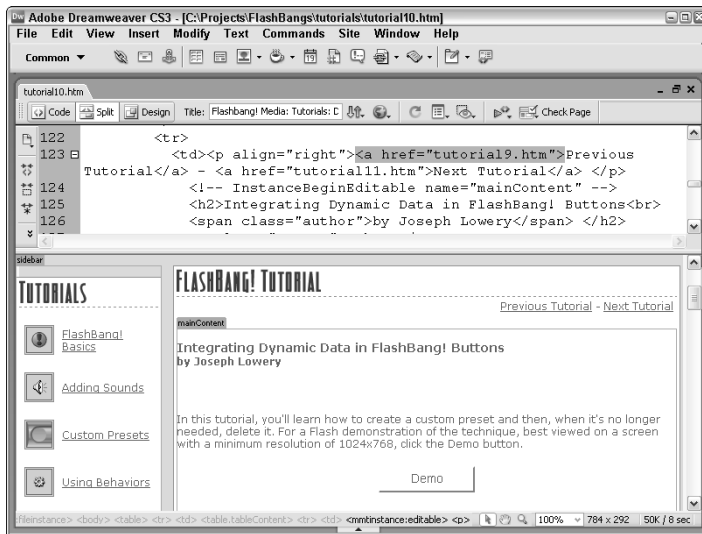 Adobe Dreamweaver CS3 - [C:\Projects\FlashBangs\tutorials\tutorial10.htm]
File Edit View Insert Modify Text Commands Site Window Help
Common
tutorial10.htm
Code Split Design Title: Flashbang! Media: Tutorials: D Check Page
122 <tr>
123 <td><p align="right"><a href="tutorial9.htm">Previous
Tutorial</a> - <a href="tutorial11.htm">Next Tutorial</a> </p>
124 <!-- InstanceBeginEditable name="mainContent" -->
125 <h2>Integrating Dynamic Data in FlashBang! Buttons<br>
126 <span class="author">by Joseph Lowery</span> </h2>
sidebar
TUTORIALS
FLASHBANG! TUTORIAL
Previous Tutorial - Next Tutorial
mainContent
FlashBang!
Basics
Adding Sounds
Custom Presets
Using Behaviors
Integrating Dynamic Data in FlashBang! Buttons
by Joseph Lowery
In this tutorial, you'll learn how to create a custom preset and then, when it's no longer
needed, delete it. For a Flash demonstration of the technique, best viewed on a screen
with a minimum resolution of 1024x768, click the Demo button.
Demo
<body> <table> <tr> <td> <table.tableContent> <tr> <td> <mmtinstance:editable> <p> 100% 784 x 292 50K / 8 sec